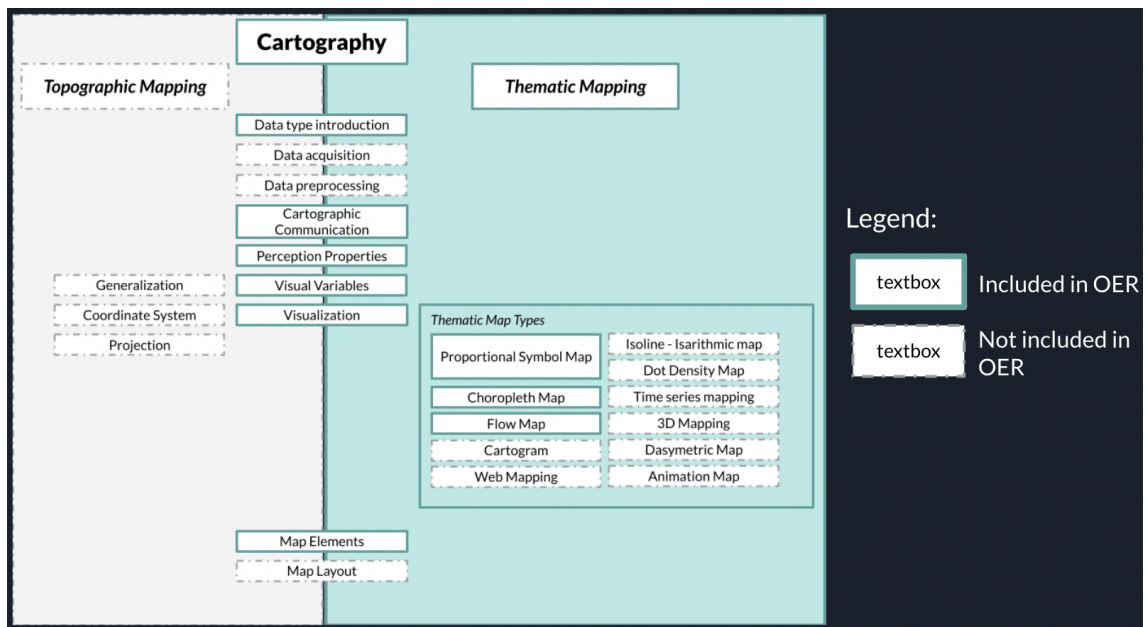 Cartography
Topographic Mapping
Thematic Mapping
Data type introduction
Data acquisition
Data preprocessing
Cartographic
Communication
Perception Properties
Generalization
Visual Variables
Coordinate System
Visualization
Projection
Thematic Map Types
Proportional Symbol Map
Isoline - Isarithmic map
Dot Density Map
Choropleth Map
Time series mapping
Flow Map
3D Mapping
Cartogram
Dasymetric Map
Web Mapping
Animation Map
Map Elements
Map Layout
Legend:
textbox
Included in OER
textbox
Not included in
OER